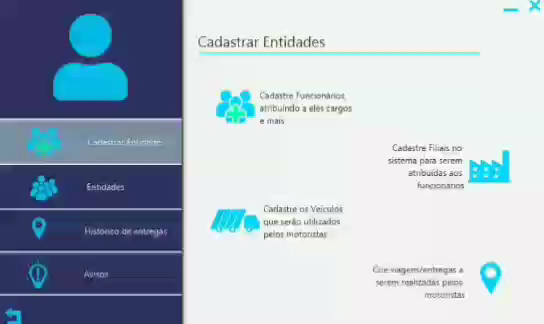 Cadastrar Entidades
Cadastre Funcionários,
atribuindo a eles cargos
e mais
Cadastre Filiais no
sistema para serem
atribuídas aos
funcionários
Cadastre os Veículos
que serão utilizados
pelos motoristas
Crie viagens/entregas a
serem realizadas pelos
motoristas
Cadastrar Entidades
Entidades
Histórico de entregas
Avisos